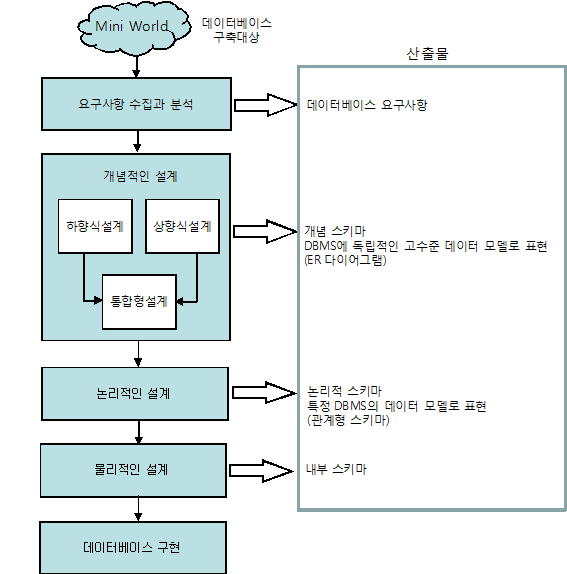 Mini World
데이터베이스
구축대상
산출물
요구사항 수집과 분석
데이터베이스 요구사항
개념적인 설계
하향식설계
상향식설계
통합형설계
개념 스키마
DBMS에 독립적인 고수준 데이터 모델로 표현
(ER 다이어그램)
논리적인 설계
논리적 스키마
특정 DBMS의 데이터 모델로 표현
(관계형 스키마)
물리적인 설계
내부 스키마
데이터베이스 구현